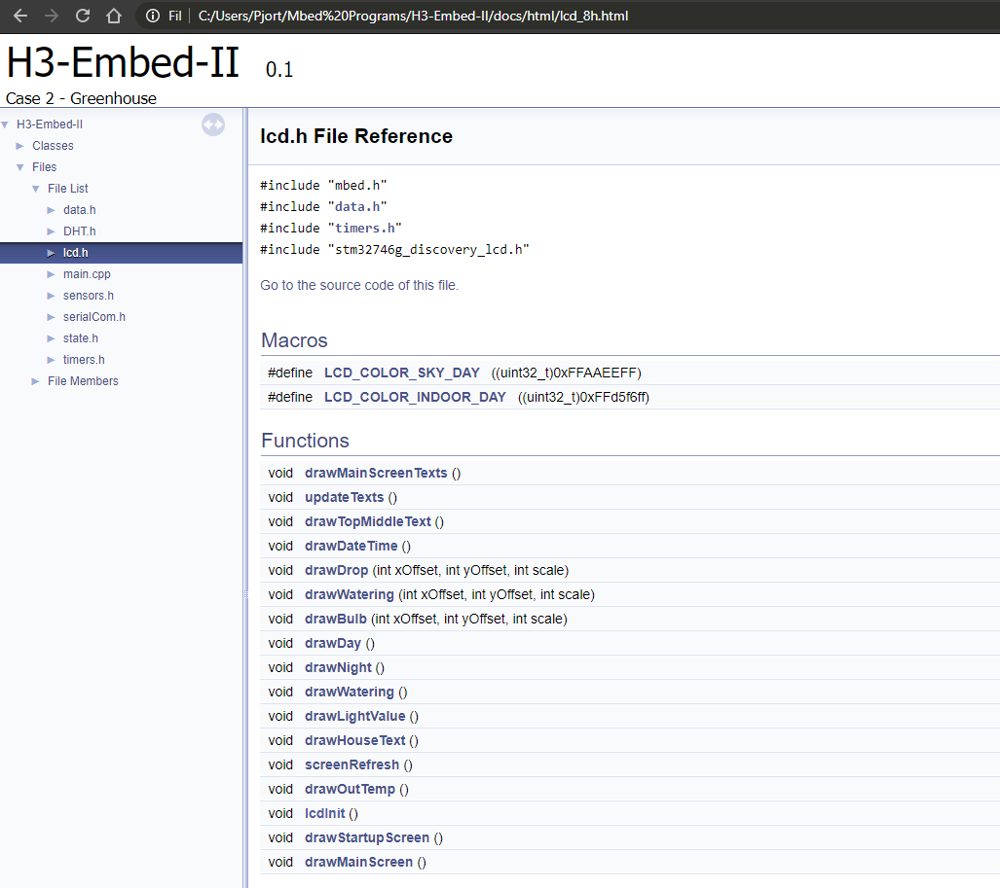 Fil C:/Users/Pjort/Mbed%20Programs/H3-Embed-II/docs/html/lcd_8h.html
H3-Embed-II 0.1
Case 2 - Greenhouse
H3-Embed-II
Classes
Files
File List
data.h
DHT.h
lcd.h
main.cpp
sensors.h
serialCom.h
state.h
timers.h
File Members
lcd.h File Reference
#include "mbed.h"
#include "data.h"
#include "timers.h"
#include "stm32746g_discovery_lcd.h"
Go to the source code of this file.
Macros
#define LCD_COLOR_SKY_DAY ((uint32_t)0xFFAAEEFF)
#define LCD_COLOR_INDOOR_DAY ((uint32_t)0xFFd5f6ff)
Functions
void drawMainScreenTexts ()
void updateTexts ()
void drawTopMiddleText ()
void drawDateTime ()
void drawDrop (int xOffset, int yOffset, int scale)
void drawWatering (int xOffset, int yOffset, int scale)
void drawBulb (int xOffset, int yOffset, int scale)
void drawDay ()
void drawNight ()
void drawWatering ()
void drawLightValue ()
void drawHouseText ()
void screenRefresh ()
void drawOutTemp ()
void lcdInit ()
void drawStartupScreen ()
void drawMainScreen ()